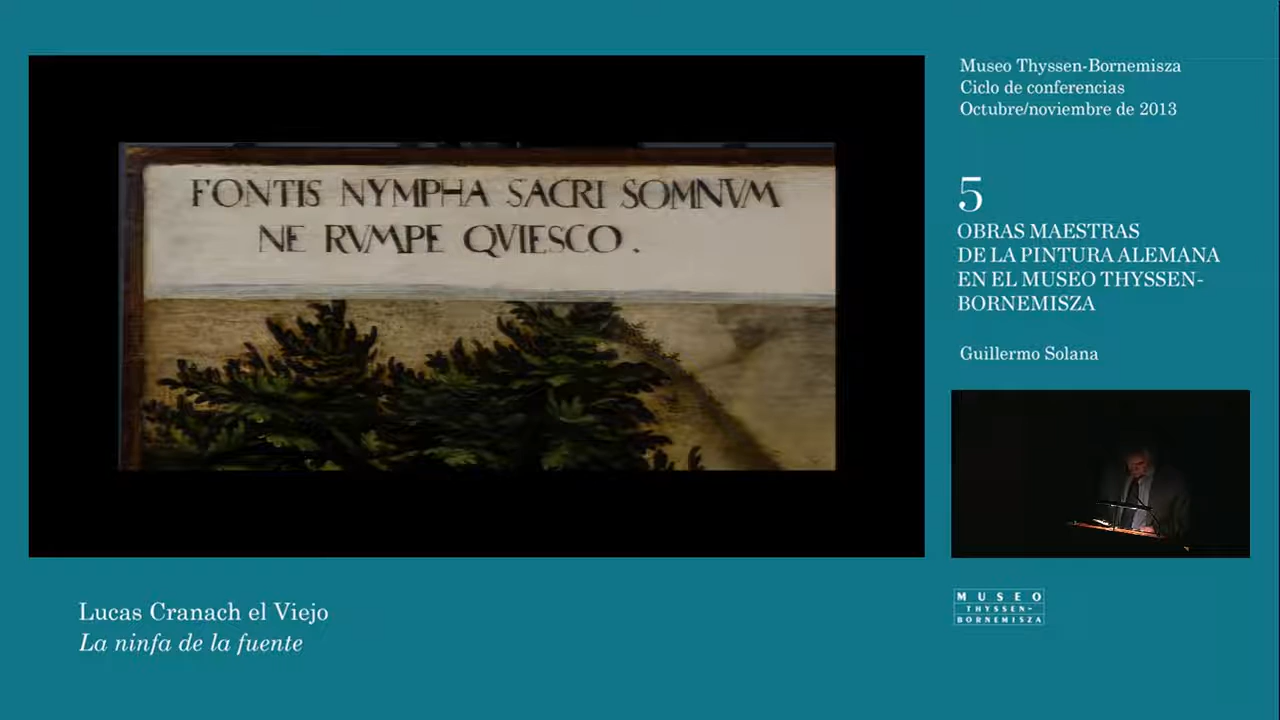 FONTIS NYMPHA SACRI SOMNVM
NE RVMPE QVIESCO.
Museo Thyssen-Bornemisza
Ciclo de conferencias
Octubre/noviembre de 2013
5
OBRAS MAESTRAS
DE LA PINTURA ALEMANA
EN EL MUSEO THYSSEN-
BORNEMISZA
Guillermo Solana
Lucas Cranach el Viejo
La ninfa de la fuente
MUSEO
THYSSEN-
BORNEMISZA